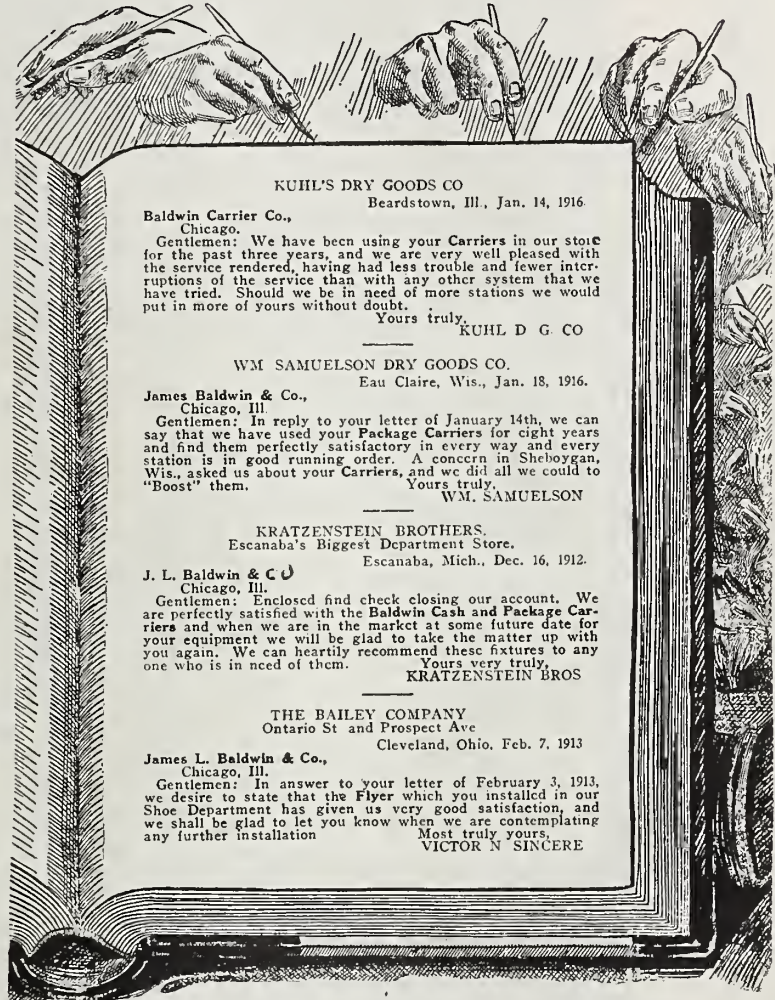 KUHL'S DRY GOODS CO
Beardstown, Ill., Jan. 14, 1916.
Baldwin Carrier Co.,
Chicago.
Gentlemen: We have been using your Carriers in our store
for the past three years, and we are very well pleased with
the service rendered, having had less trouble and fewer inter-
ruptions of the service than with any other system that we
have tried. Should we be in need of more stations we would
put in more of yours without doubt.
Yours truly,
KUHL D G. CO
WM SAMUELSON DRY GOODS CO.
Eau Claire, Wis., Jan. 18, 1916.
James Baldwin & Co.,
Chicago, Ill.
Gentlemen: In reply to your letter of January 14th, we can
say that we have used your Package Carriers for eight years
and find them perfectly satisfactory in every way and every
station is in good running order. A concern in Sheboygan,
Wis., asked us about your Carriers, and we did all we could to
"Boost" them. Yours truly,
WM. SAMUELSON
KRATZENSTEIN BROTHERS.
Escanaba's Biggest Department Store.
Escanaba, Mich., Dec. 16, 1912.
J. L. Baldwin & CO
Chicago, Ill.
Gentlemen: Enclosed find check closing our account. We
are perfectly satisfied with the Baldwin Cash and Package Car-
riers and when we are in the market at some future date for
your equipment we will be glad to take the matter up with
you again. We can heartily recommend these fixtures to any
one who is in need of them. Yours very truly,
KRATZENSTEIN BROS
THE BAILEY COMPANY
Ontario St and Prospect Ave
Cleveland, Ohio, Feb. 7, 1913
James L. Baldwin & Co.,
Chicago, Ill.
Gentlemen: In answer to your letter of February 3, 1913,
we desire to state that the Flyer which you installed in our
Shoe Department has given us very good satisfaction, and
we shall be glad to let you know when we are contemplating
any further installation Most truly yours,
VICTOR N SINCERE